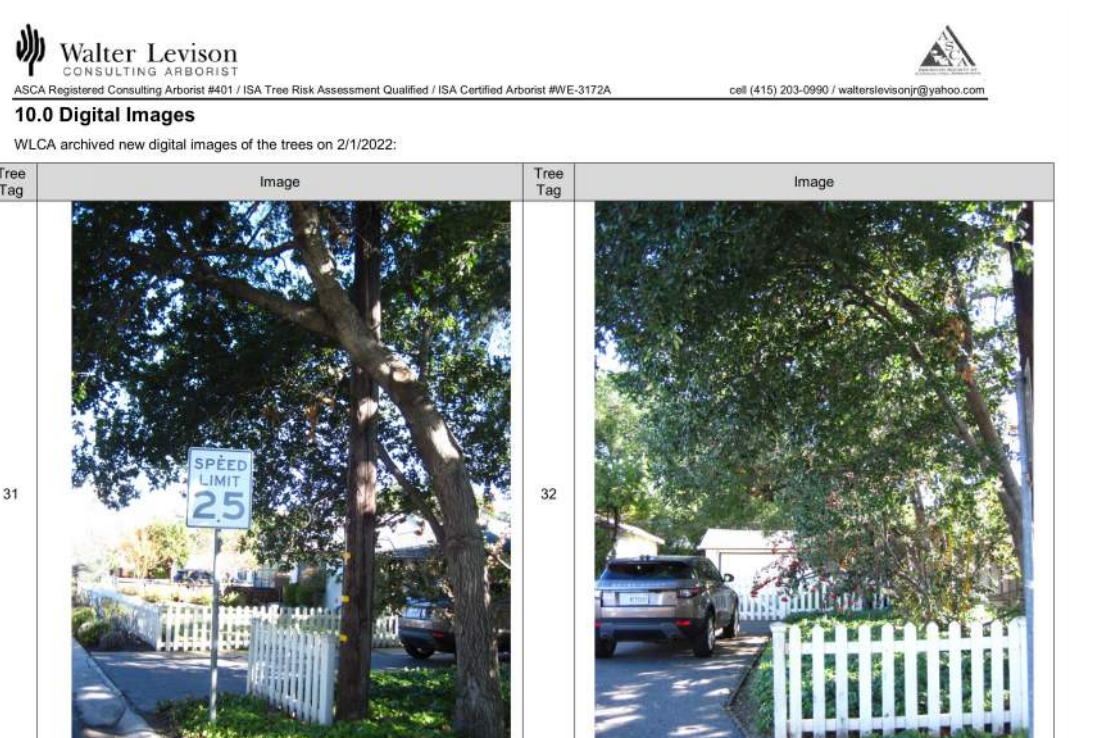 Walter Levison
CONSULTING ARBORIST
ASCA Registered Consulting Arborist #401 / ISA Tree Risk Assessment Qualified / ISA Certified Arborist #WE-3172A
cell (415) 203-0990 / walterslevisonjr@yahoo.com
ASCA
10.0 Digital Images
WLCA archived new digital images of the trees on 2/1/2022:
Tree
Tag
Image
Tree
Tag
Image
31
SPEED
LIMIT
25
32